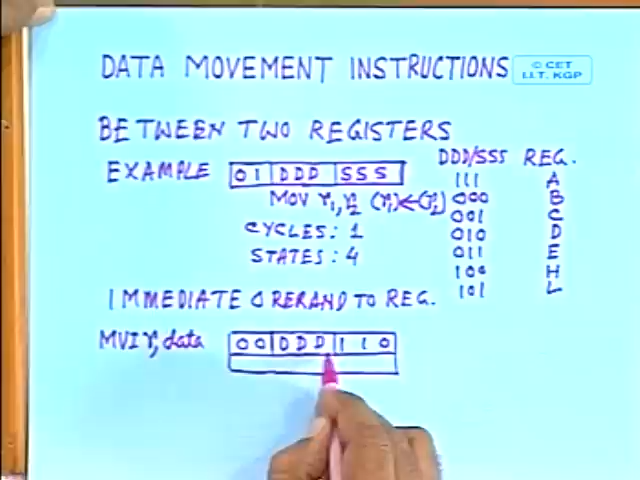 DATA MOVEMENT INSTRUCTIONS
© CET
I.I.T. KGP
BETWEEN TWO REGISTERS
DDD/SSS REG.
EXAMPLE 01 DDD SSS
111 A
MOV r1, r2 (r1)←(r2)
000 B
001 C
CYCLES: 1
010 D
STATES: 4
011 E
100 H
101 L
IMMEDIATE OPERAND TO REG.
MVI r, data 00 DDD 110